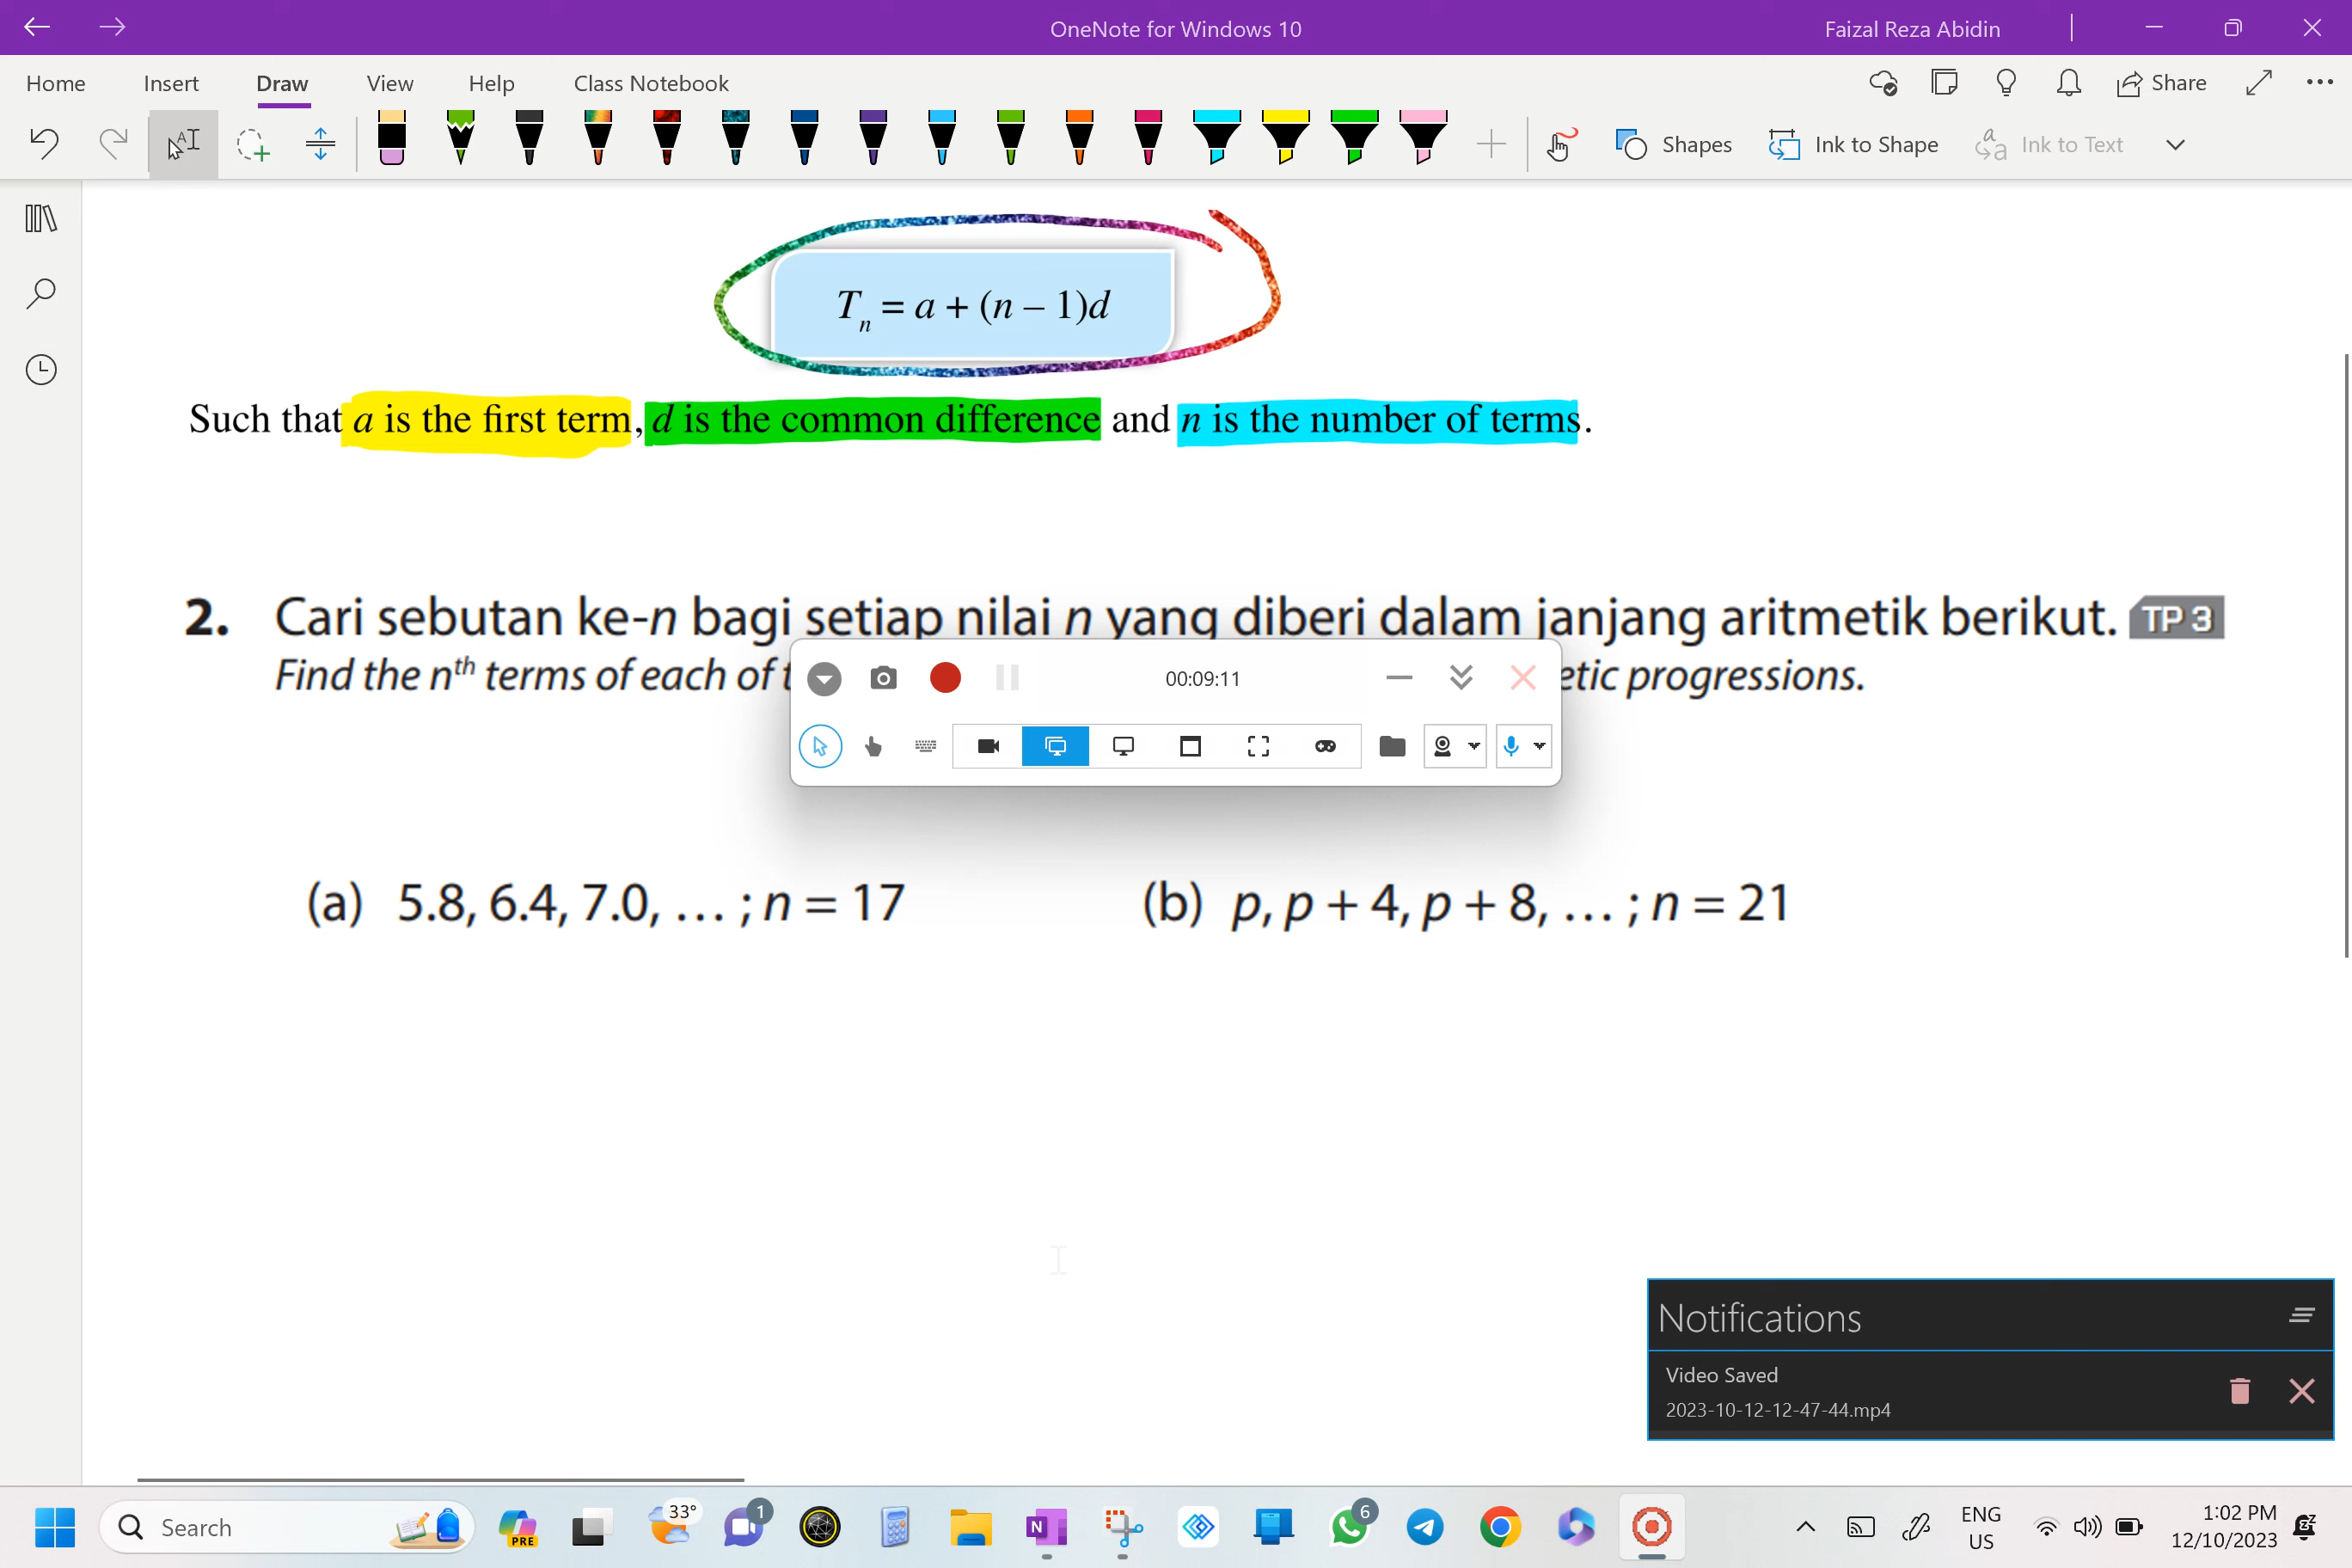 OneNote for Windows 10
Faizal Reza Abidin
Home Insert Draw View Help Class Notebook
Share
Shapes Ink to Shape Ink to Text
Tn = a + (n – 1)d
Such that a is the first term, d is the common difference and n is the number of terms.
2. Cari sebutan ke-n bagi setiap nilai n yang diberi dalam janjang aritmetik berikut. TP 3
Find the nth terms of each of t
etic progressions.
00:09:11
(a) 5.8, 6.4, 7.0, … ; n = 17
(b) p, p + 4, p + 8, … ; n = 21
Notifications
Video Saved
2023-10-12-12-47-44.mp4
Search
PRE
33°
1
N
6
ENG
US
1:02 PM
12/10/2023